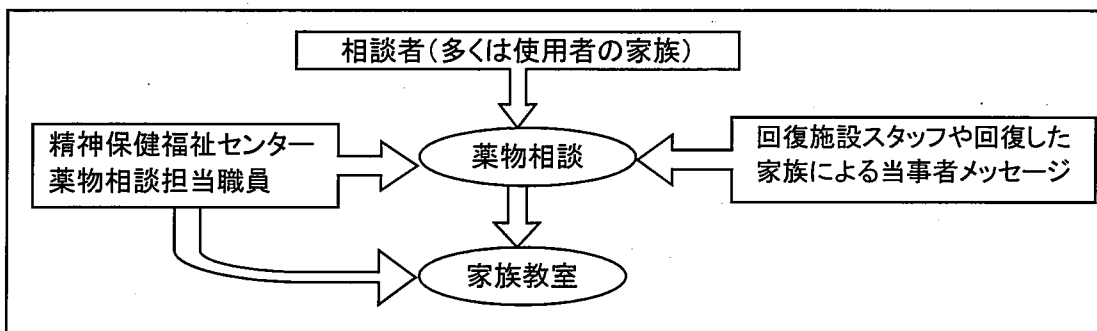 相談者(多くは使用者の家族)
精神保健福祉センター
薬物相談担当職員
薬物相談
回復施設スタッフや回復した
家族による当事者メッセージ
家族教室